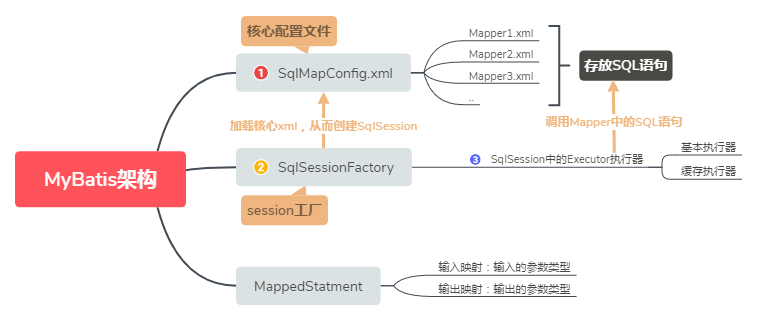 核心配置文件
1 SqlMapConfig.xml
Mapper1.xml
Mapper2.xml
Mapper3.xml
..
存放SQL语句
加载核心xml，从而创建SqlSession
调用Mapper中的SQL语句
MyBatis架构
2 SqlSessionFactory
3 SqlSession中的Executor执行器
基本执行器
缓存执行器
session工厂
MappedStatment
输入映射：输入的参数类型
输出映射：输出的参数类型